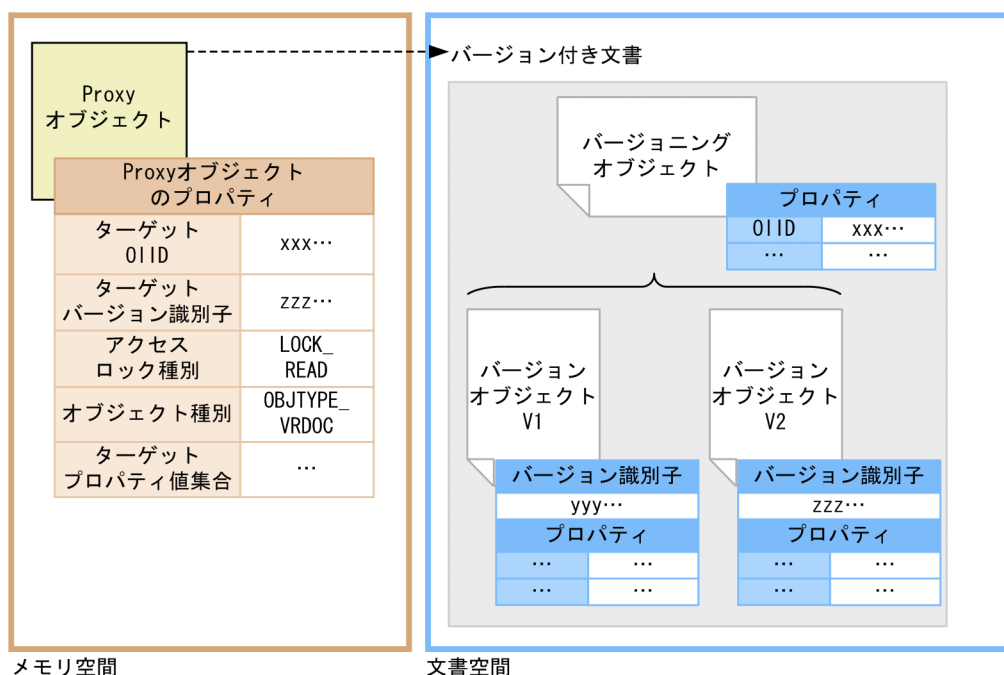 Proxy
オブジェクト
Proxyオブジェクト
のプロパティ
ターゲット
OIID
xxx…
ターゲット
バージョン識別子
zzz…
アクセス
ロック種別
LOCK_
READ
オブジェクト種別
OBJTYPE_
VRDOC
ターゲット
プロパティ値集合
…
メモリ空間
バージョン付き文書
バージョニング
オブジェクト
プロパティ
OIID
xxx…
…
…
バージョン
オブジェクト
V1
バージョン識別子
yyy…
プロパティ
…
…
…
…
バージョン
オブジェクト
V2
バージョン識別子
zzz…
プロパティ
…
…
…
…
文書空間